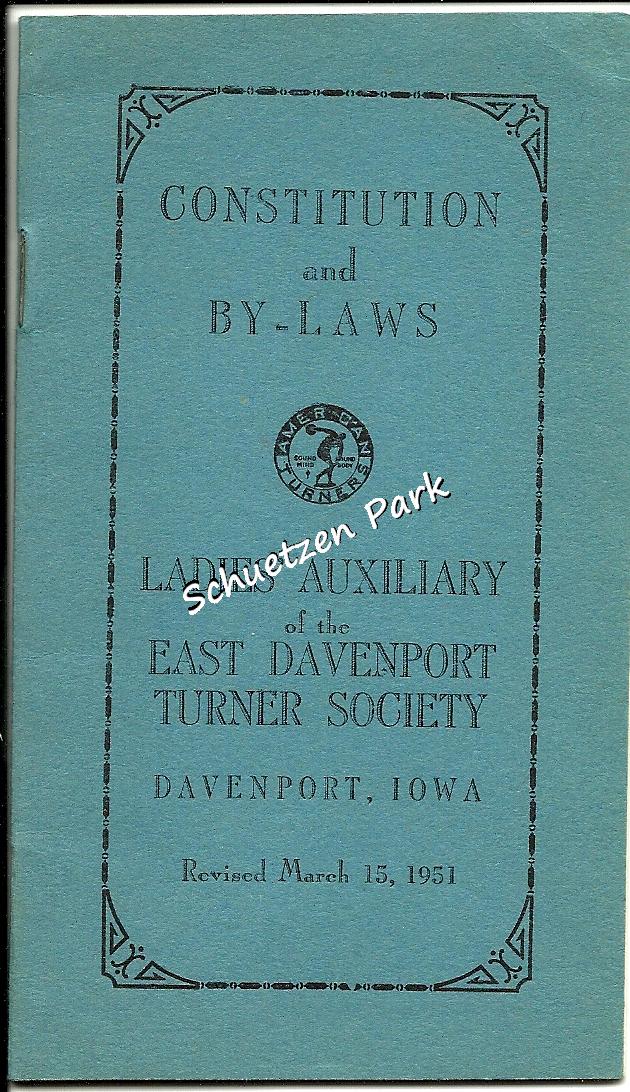 CONSTITUTION
and
BY-LAWS
AMERICAN
SOUND MIND
SOUND BODY
TURNERS
Schuetzen Park
LADIES' AUXILIARY
of the
EAST DAVENPORT
TURNER SOCIETY
DAVENPORT, IOWA
Revised March 15, 1951